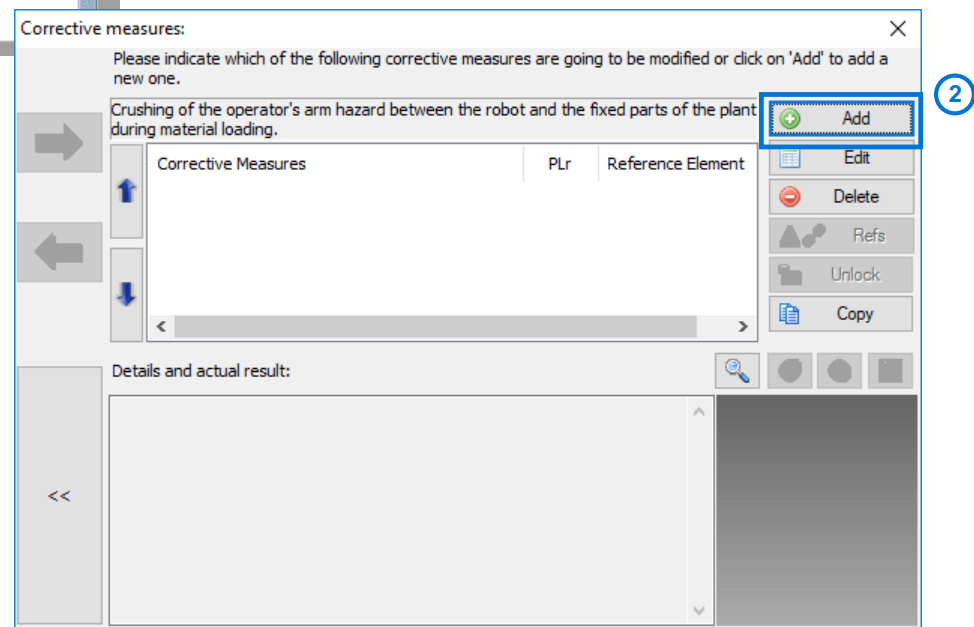 Corrective measures:
Please indicate which of the following corrective measures are going to be modified or click on 'Add' to add a
new one.
Crushing of the operator's arm hazard between the robot and the fixed parts of the plant
during material loading.
2
Add
Corrective Measures PLr Reference Element
Edit
Delete
Refs
Unlock
Copy
Details and actual result:
<<